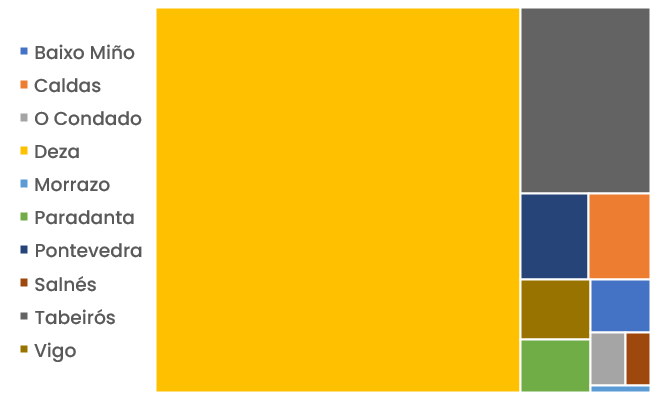 Baixo Miño
Caldas
O Condado
Deza
Morrazo
Paradanta
Pontevedra
Salnés
Tabeirós
Vigo